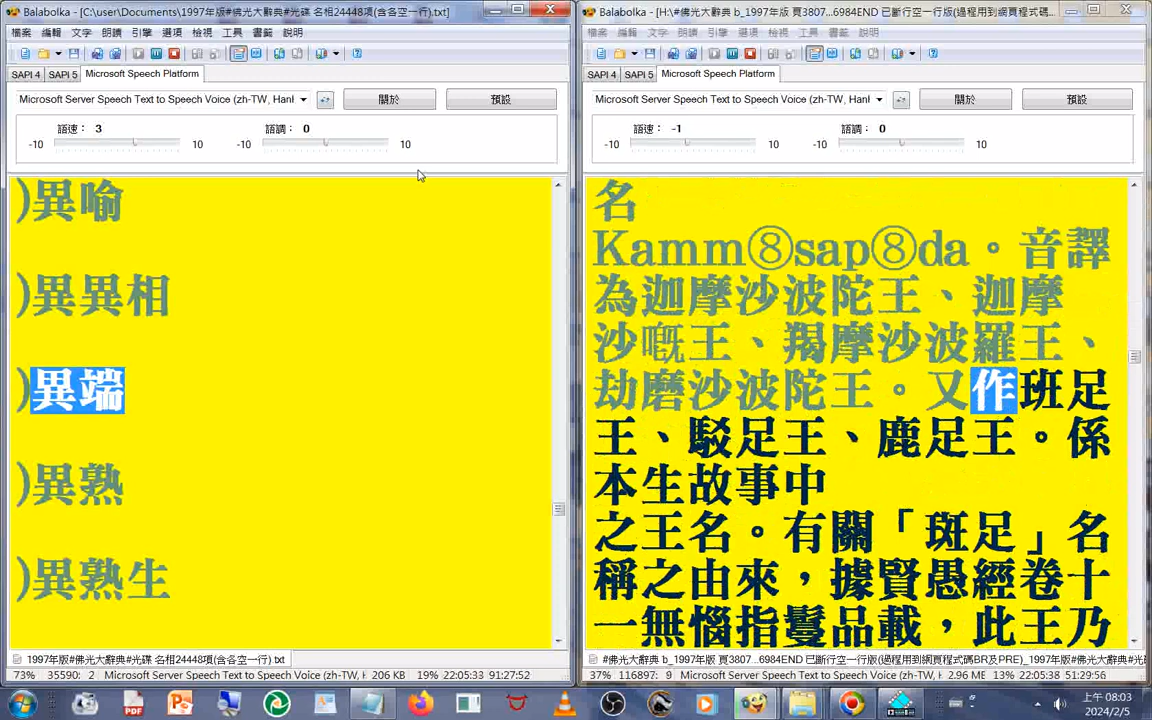 Balabolka - [C:\user\Documents\1997年版#佛光大辭典#光碟 名相24448項(含各空一行).txt]
檔案 編輯 文字 朗讀 引擎 選項 檢視 工具 書籤 說明
SAPI 4 SAPI 5 Microsoft Speech Platform
Microsoft Server Speech Text to Speech Voice (zh-TW, Han
關於
預設
語速： 3
語調： 0
-10 10 -10 10
)異喻
)異異相
)異端
)異熟
)異熟生
1997年版#佛光大辭典#光碟 名相24448項(含各空一行).txt
73% 35590: 2 Microsoft Server Speech Text to Speech Voice (zh-TW, H 206 KB 19% 22:05:33 91:27:52
Balabolka - [H:\#佛光大辭典 b_1997年版 頁3807...6984END 已斷行空一行版(過程用到網頁程式碼
檔案 編輯 文字 朗讀 引擎 選項 檢視 工具 書籤 說明
SAPI 4 SAPI 5 Microsoft Speech Platform
Microsoft Server Speech Text to Speech Voice (zh-TW, Han
關於
預設
語速： -1
語調： 0
-10 10 -10 10
名
Kamm⑧sap⑧da。音譯
為迦摩沙波陀王、迦摩
沙嘅王、羯摩沙波羅王、
劫磨沙波陀王。又作班足
王、駁足王、鹿足王。係
本生故事中
之王名。有關「斑足」名
稱之由來，據賢愚經卷十
一無惱指鬘品載，此王乃
#佛光大辭典 b_1997年版 頁3807...6984END 已斷行空一行版(過程用到網頁程式碼BR及PRE)_1997年版#佛光
37% 116897: 9 Microsoft Server Speech Text to Speech Voice (zh-TW, H 2.96 ME 13% 22:05:38 51:29:56
上午 08:03
2024/2/5